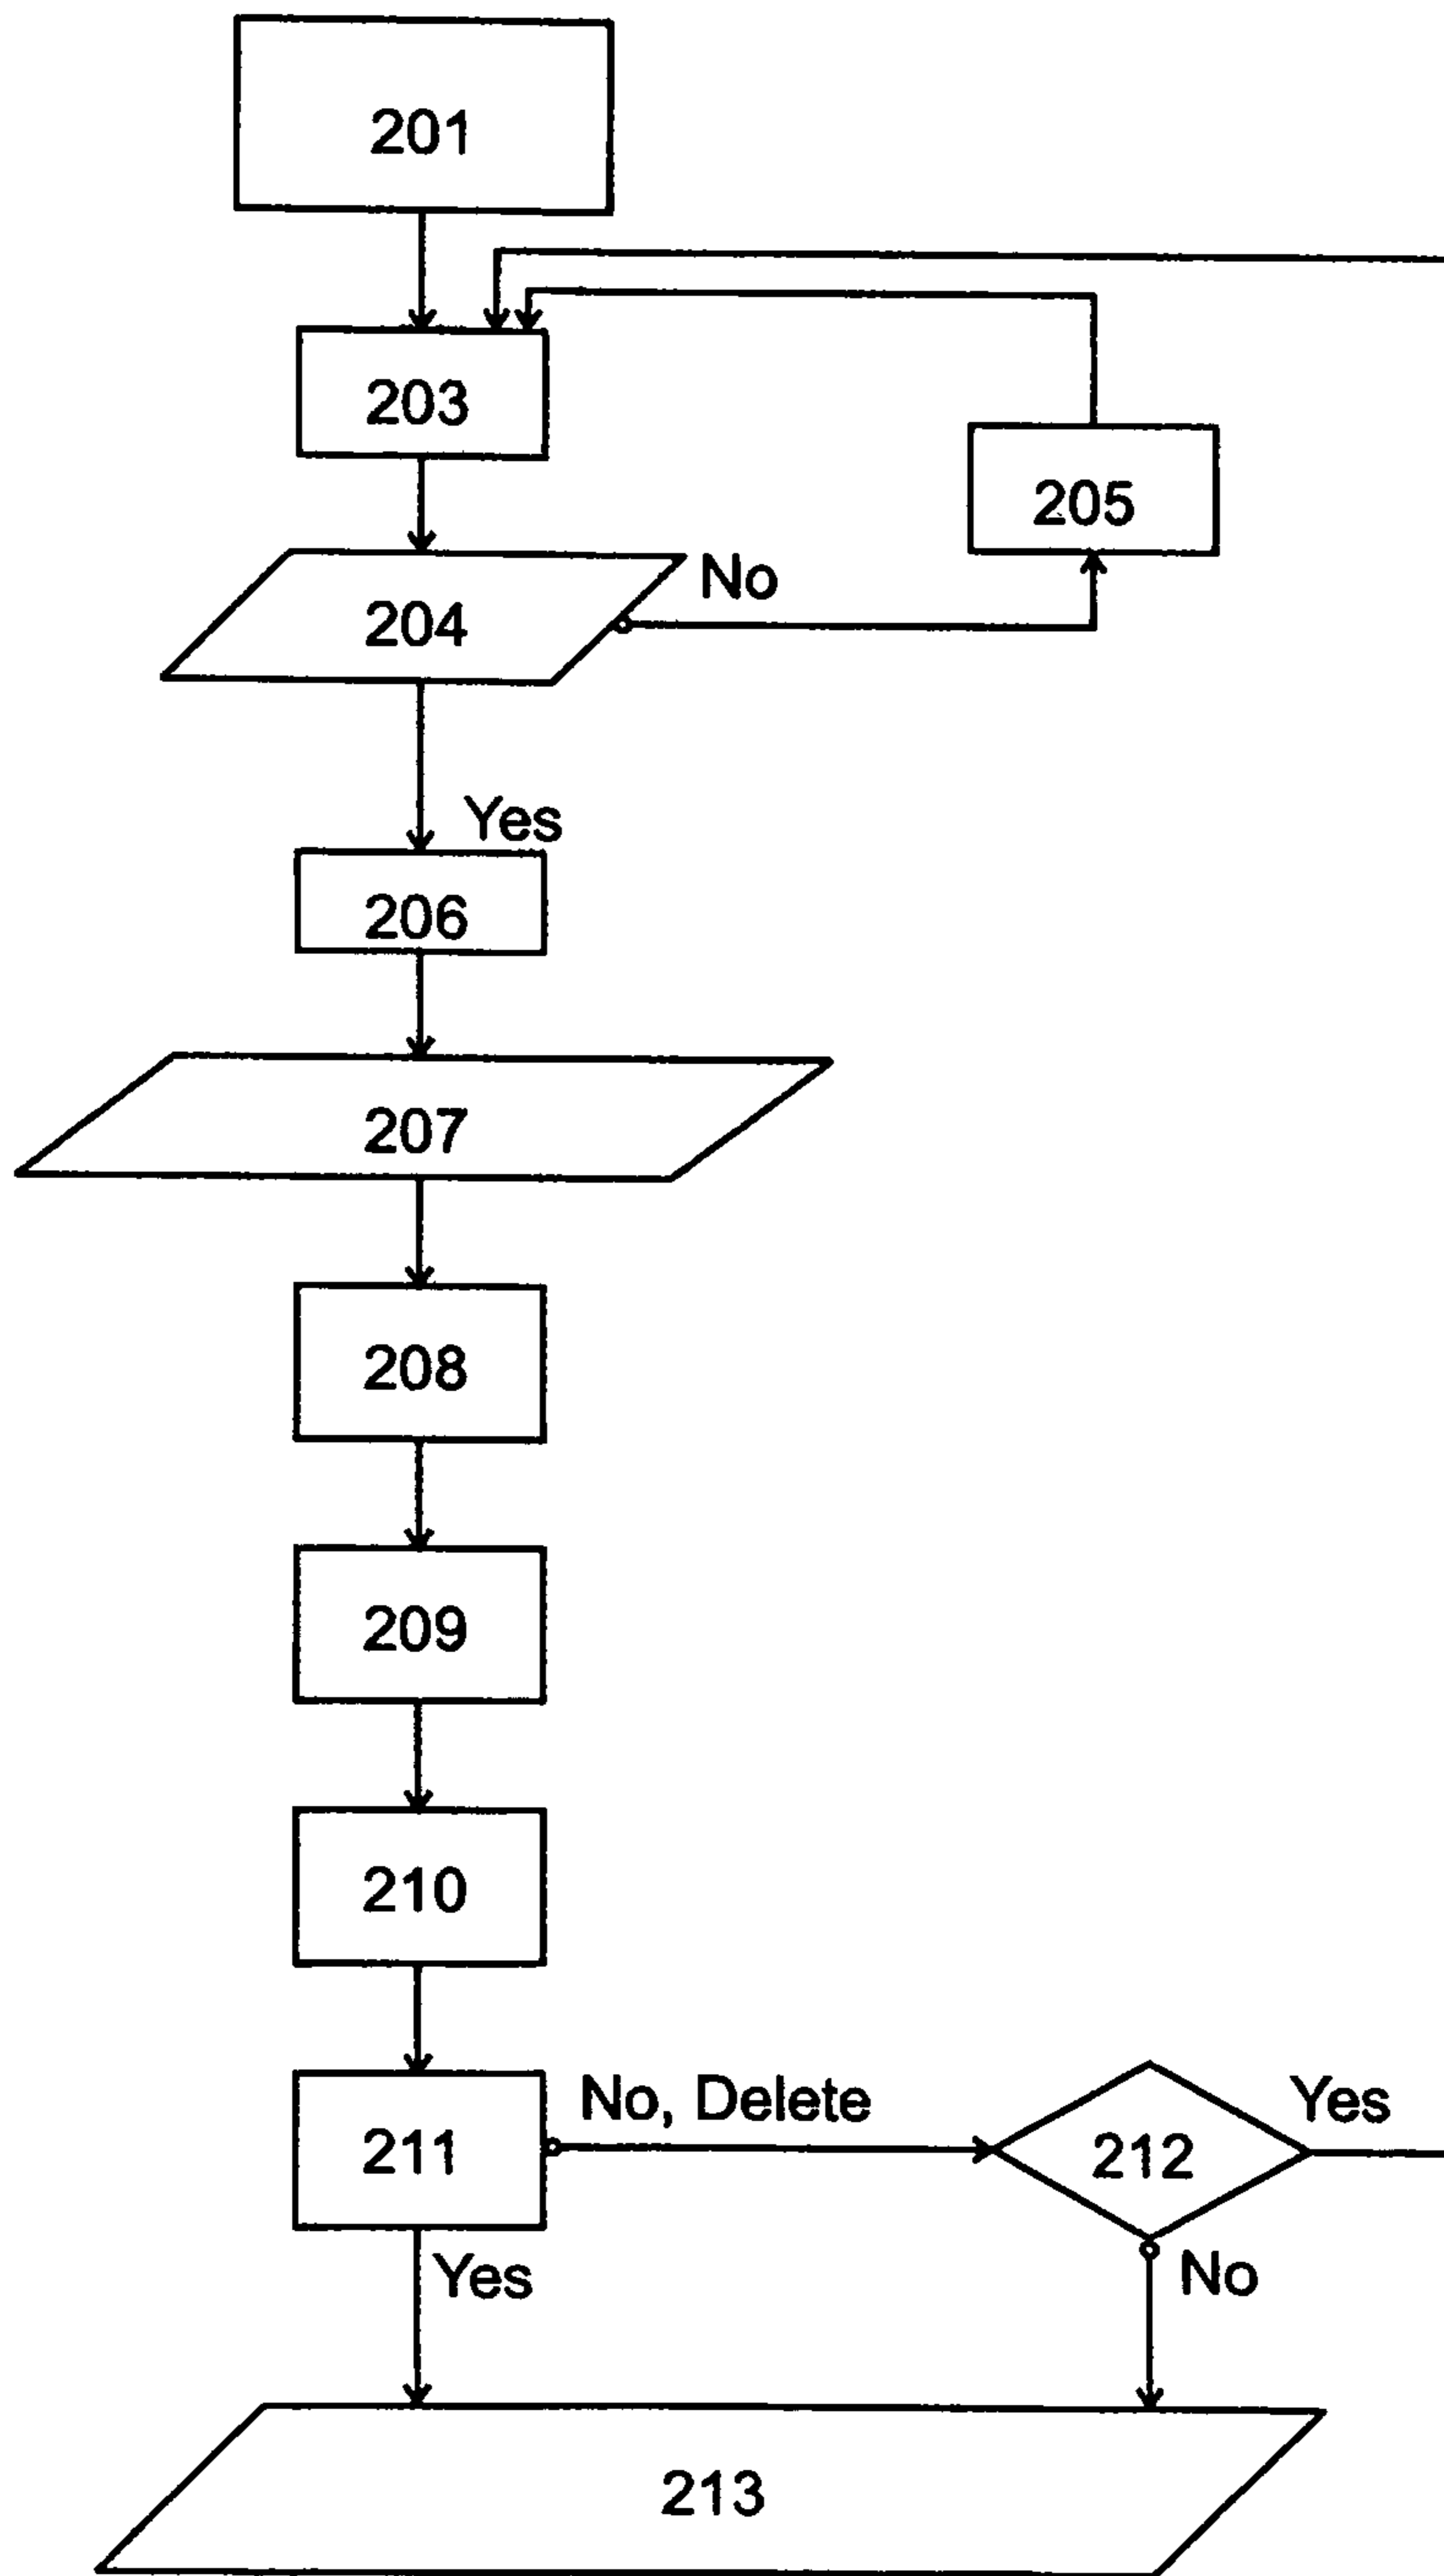 201
203
205
204
No
Yes
206
207
208
209
210
211
No, Delete
212
Yes
Yes
No
213